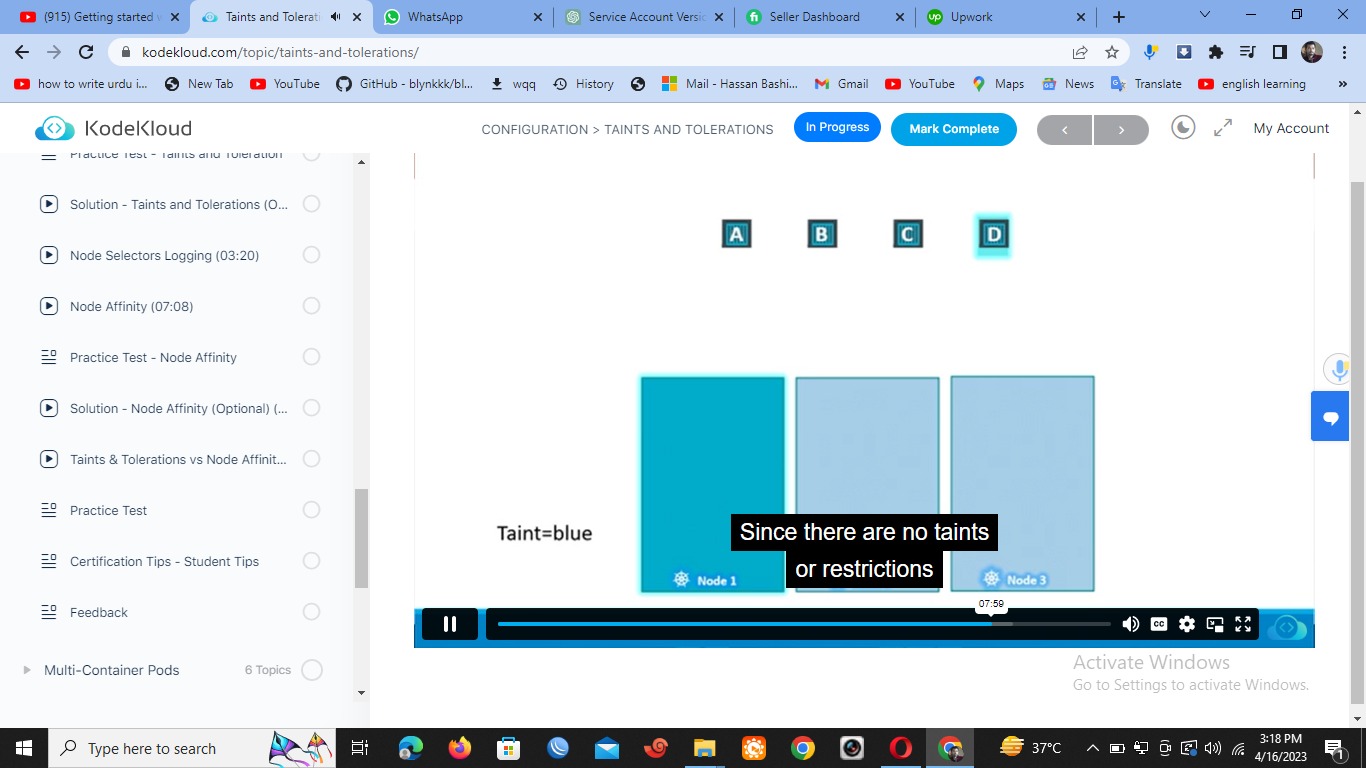 (915) Getting started w
Taints and Tolerati
WhatsApp
Service Account Versio
Seller Dashboard
Upwork
kodekloud.com/topic/taints-and-tolerations/
how to write urdu i...
New Tab
YouTube
GitHub - blynkkk/bl...
wqq
History
Mail - Hassan Bashi...
Gmail
YouTube
Maps
News
Translate
english learning
KodeKloud
CONFIGURATION > TAINTS AND TOLERATIONS
In Progress
Mark Complete
My Account
Practice Test - Taints and Toleration
Solution - Taints and Tolerations (O...
Node Selectors Logging (03:20)
Node Affinity (07:08)
Practice Test - Node Affinity
Solution - Node Affinity (Optional) (...
Taints & Tolerations vs Node Affinit...
Practice Test
Certification Tips - Student Tips
Feedback
Multi-Container Pods
6 Topics
A B C D
Taint=blue
Since there are no taints
or restrictions
Node 1
Node 3
07:59
CC
Activate Windows
Go to Settings to activate Windows.
Type here to search
37°C
3:18 PM
4/16/2023
1